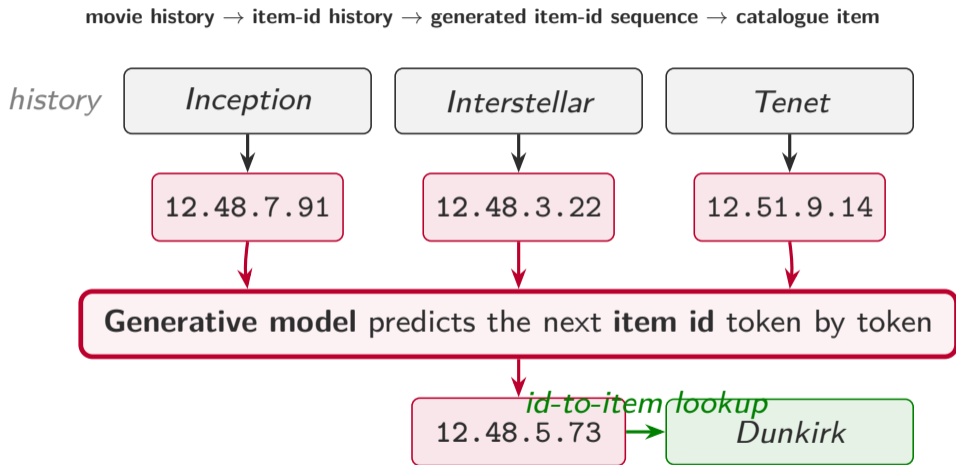 movie history → item-id history → generated item-id sequence → catalogue item
history
Inception
Interstellar
Tenet
12.48.7.91
12.48.3.22
12.51.9.14
Generative model predicts the next item id token by token
id-to-item lookup
12.48.5.73
Dunkirk